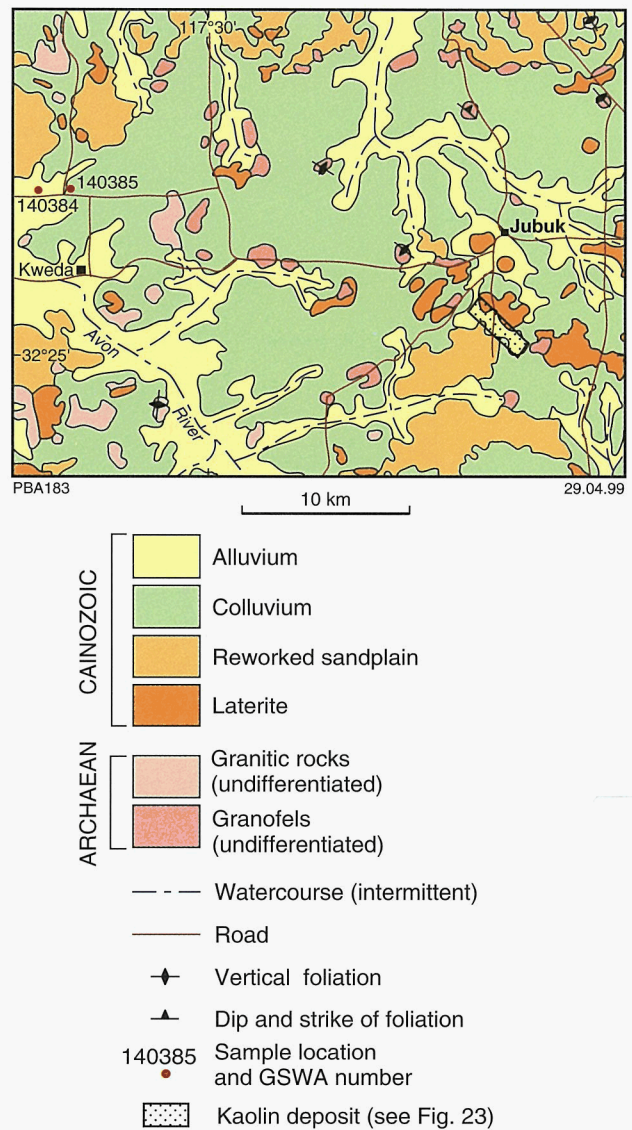 117°30'
140385
140384
Jubuk
Kweda
Avon
32°25'
River
PBA183
29.04.99
10 km
CAINOZOIC
Alluvium
Colluvium
Reworked sandplain
Laterite
ARCHAEAN
Granitic rocks
(undifferentiated)
Granofels
(undifferentiated)
Watercourse (intermittent)
Road
Vertical foliation
Dip and strike of foliation
140385
Sample location
and GSWA number
Kaolin deposit (see Fig. 23)